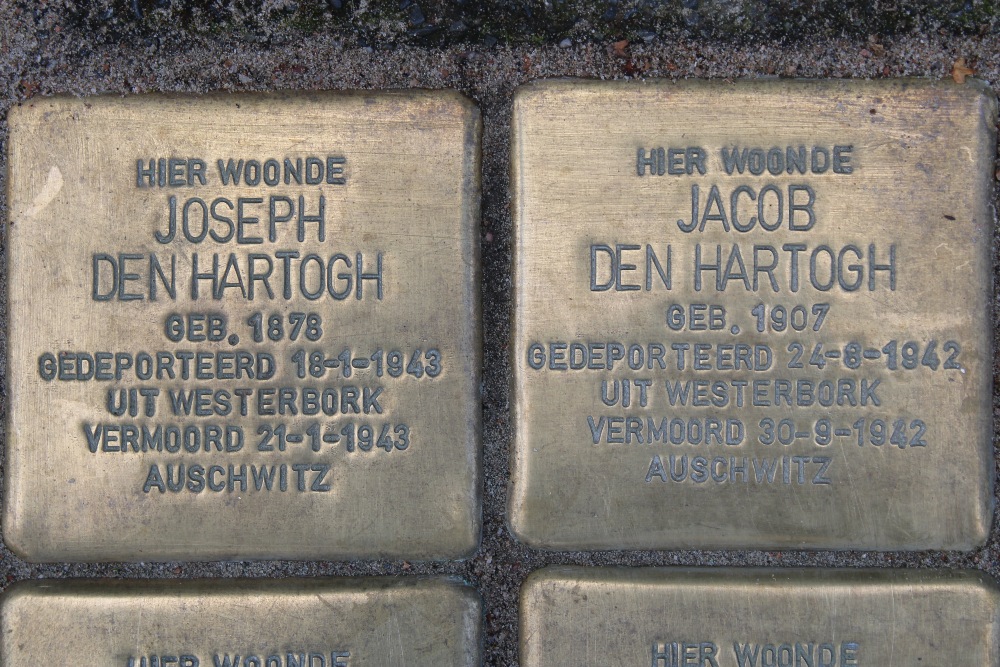 HIER WOONDE
JOSEPH
DEN HARTOGH
GEB. 1878
GEDEPORTEERD 18-1-1943
UIT WESTERBORK
VERMOORD 21-1-1943
AUSCHWITZ
HIER WOONDE
JACOB
DEN HARTOGH
GEB. 1907
GEDEPORTEERD 24-8-1942
UIT WESTERBORK
VERMOORD 30-9-1942
AUSCHWITZ
HIER WOONDE
HIER WOONDE